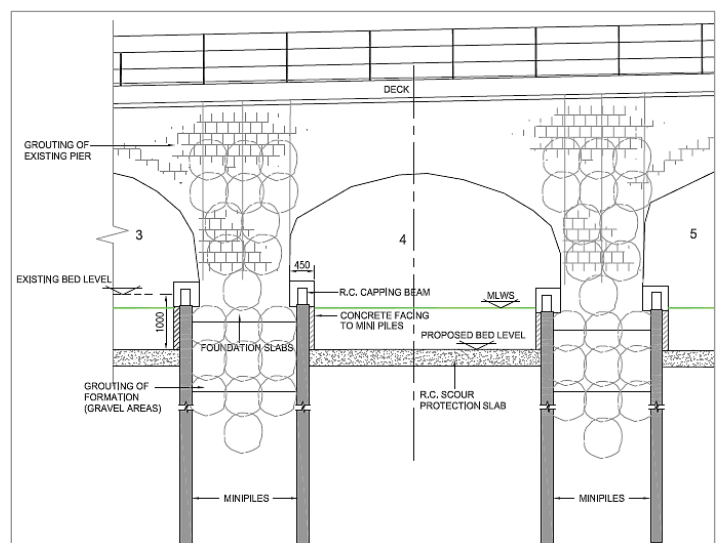 DECK
GROUTING OF
EXISTING PIER
3
4
5
450
EXISTING BED LEVEL
R.C. CAPPING BEAM
MLWS
1000
CONCRETE FACING
TO MINI PILES
PROPOSED BED LEVEL
FOUNDATION SLABS
GROUTING OF
FORMATION
(GRAVEL AREAS)
R.C. SCOUR
PROTECTION SLAB
MINIPILES
MINIPILES